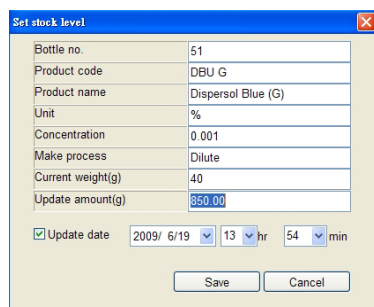 Set stock level
Bottle no. 51
Product code DBU G
Product name Dispersol Blue (G)
Unit %
Concentration 0.001
Make process Dilute
Current weight(g) 40
Update amount(g) 850.00
Update date 2009/ 6/19 13 hr 54 min
Save Cancel